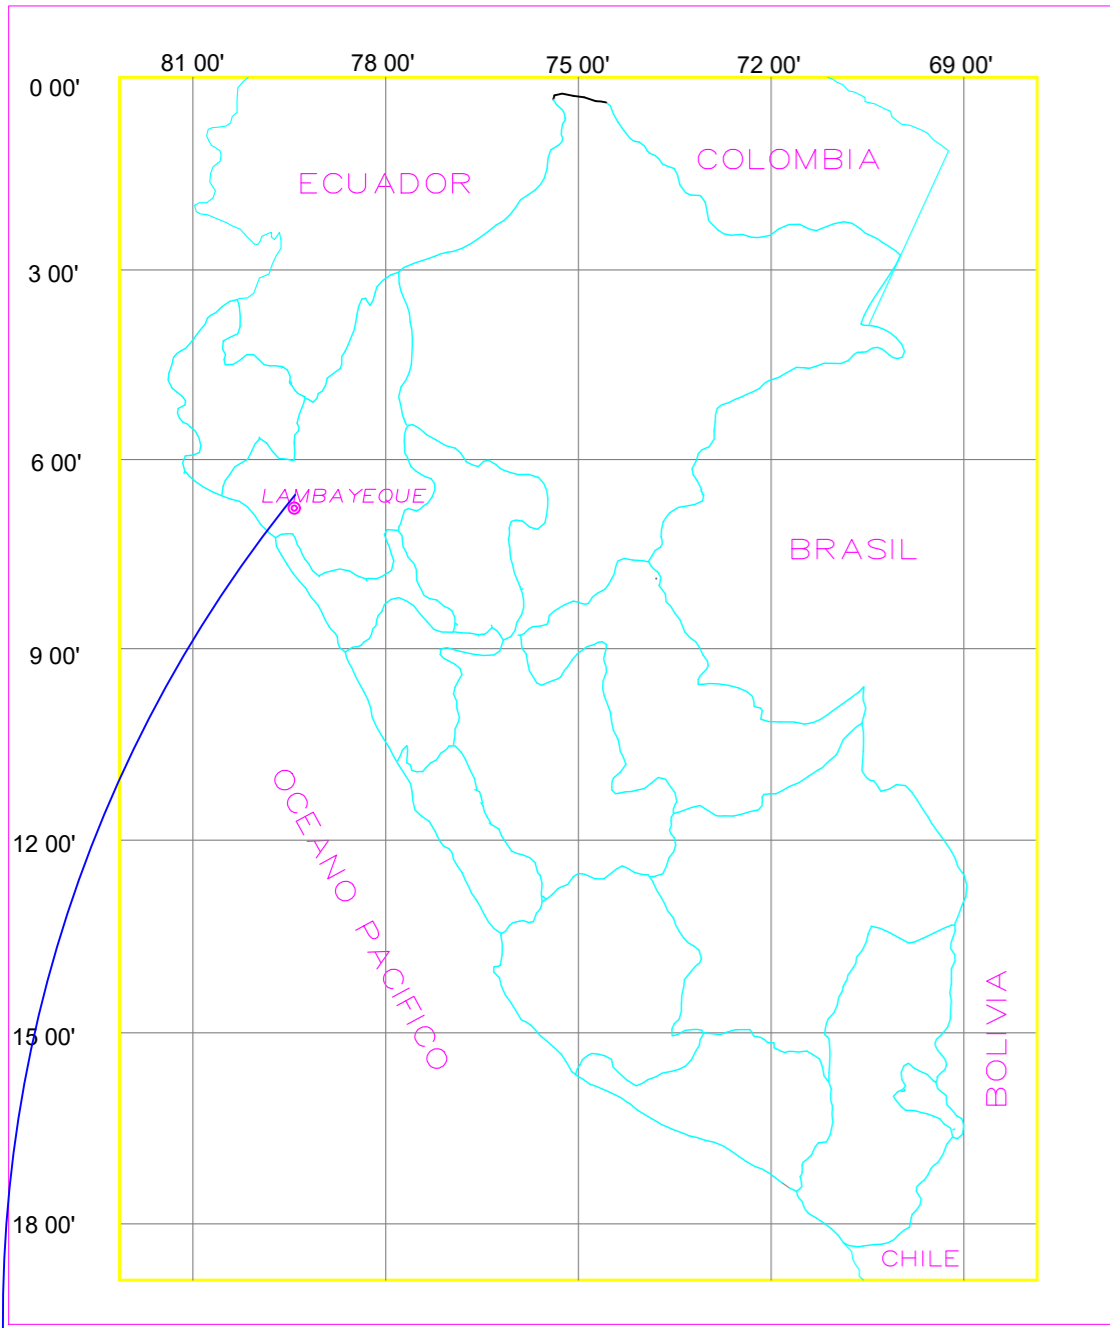 81 00' 78 00' 75 00' 72 00' 69 00'
0 00'
COLOMBIA
ECUADOR
3 00'
6 00'
LAMBAYEQUE
BRASIL
9 00'
OCEANO PACIFICO
12 00'
BOLIVIA
15 00'
18 00'
CHILE